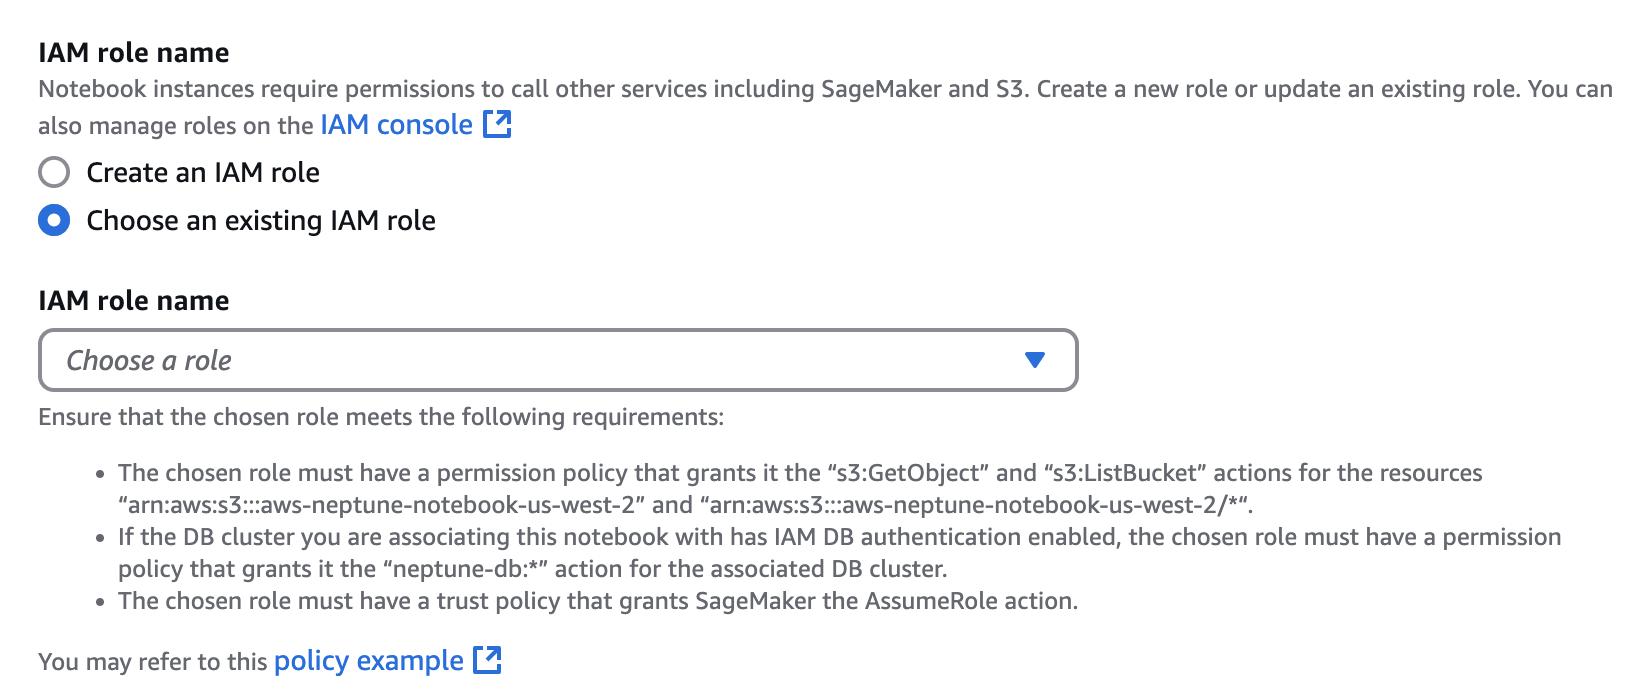 IAM role name
Notebook instances require permissions to call other services including SageMaker and S3. Create a new role or update an existing role. You can
also manage roles on the IAM console
Create an IAM role
Choose an existing IAM role
IAM role name
Choose a role
Ensure that the chosen role meets the following requirements:
• The chosen role must have a permission policy that grants it the “s3:GetObject” and “s3:ListBucket” actions for the resources
“arn:aws:s3:::aws-neptune-notebook-us-west-2” and “arn:aws:s3:::aws-neptune-notebook-us-west-2/*“.
• If the DB cluster you are associating this notebook with has IAM DB authentication enabled, the chosen role must have a permission
policy that grants it the “neptune-db:*” action for the associated DB cluster.
• The chosen role must have a trust policy that grants SageMaker the AssumeRole action.
You may refer to this policy example